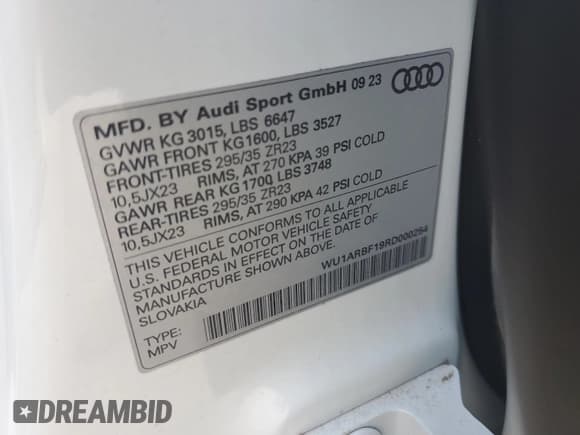 MFD. BY Audi Sport GmbH 09 23
GVWR KG 3015, LBS 6647
GAWR FRONT KG1600, LBS 3527
FRONT-TIRES 295/35 ZR23
10,5JX23 RIMS, AT 270 KPA 39 PSI COLD
GAWR REAR KG 1700, LBS 3748
REAR-TIRES 295/35 ZR23
10,5JX23 RIMS, AT 290 KPA 42 PSI COLD
THIS VEHICLE CONFORMS TO ALL APPLICABLE
U.S. FEDERAL MOTOR VEHICLE SAFETY
STANDARDS IN EFFECT ON THE DATE OF
MANUFACTURE SHOWN ABOVE.
SLOVAKIA
WU1ARBF19RD000264
TYPE:
MPV
DREAMBID